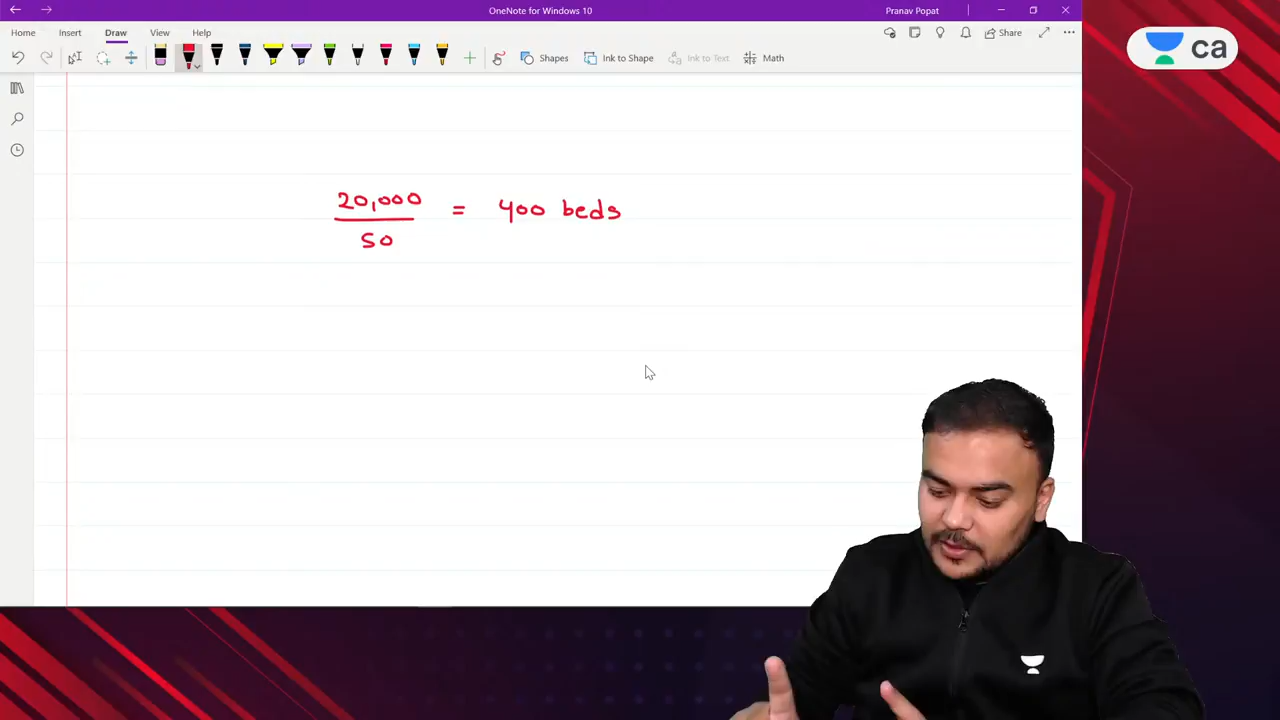 OneNote for Windows 10
Pranav Popat
Home Insert Draw View Help
Share
Shapes Ink to Shape Ink to Text Math
ca
20,000
50
= 400 beds